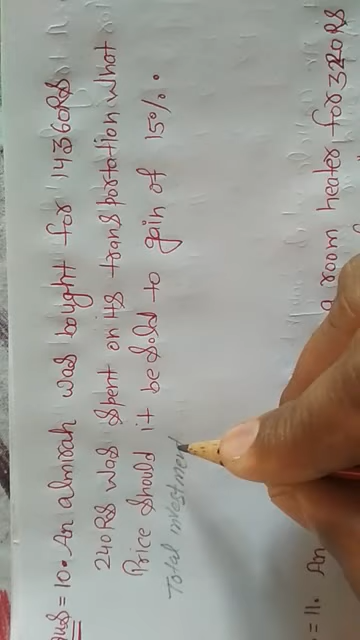 Ques = 10. An almirah was bought for 14360RS.
240RS was spent on its transportation what
Price should it be sold to gain of 15%.
Total investment
= 11. An
a room heater for 320RS